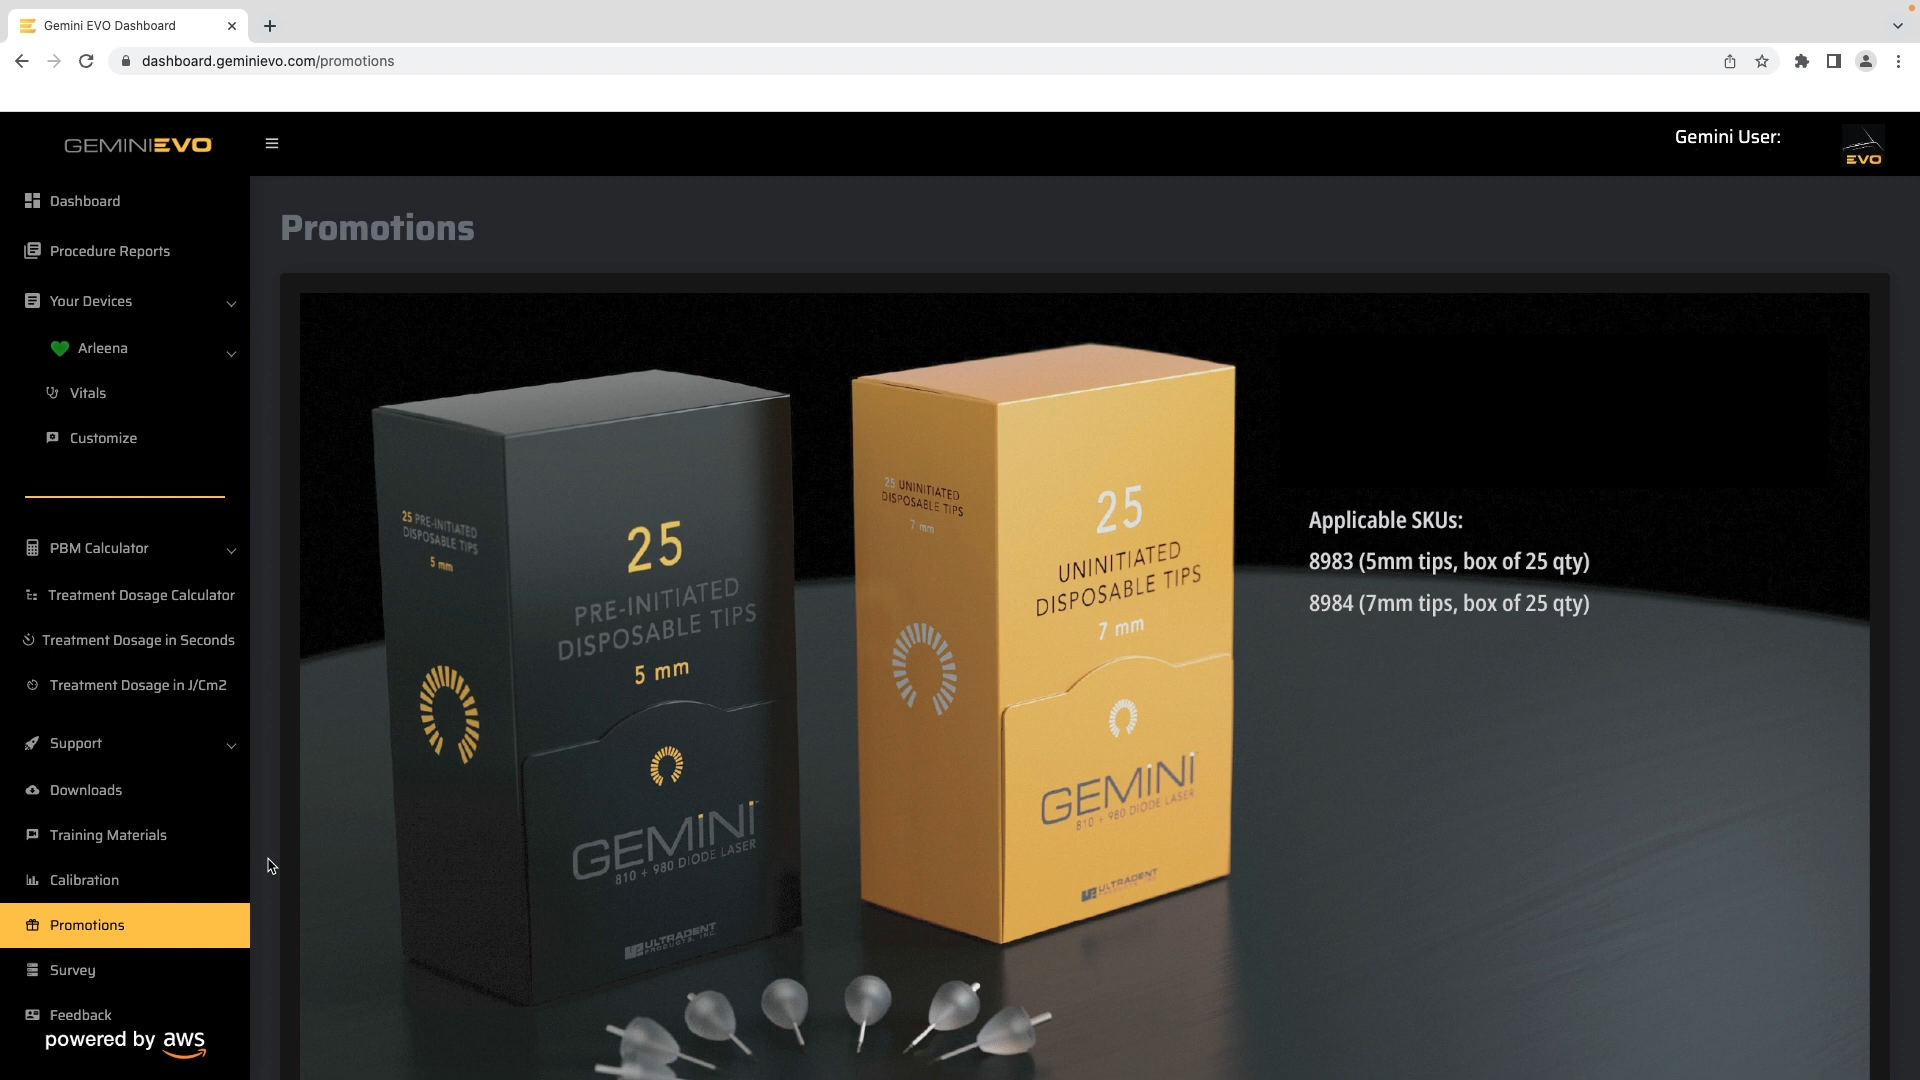 Gemini EVO Dashboard
dashboard.geminievo.com/promotions
GEMINIEVO
Gemini User:
EVO
Dashboard
Procedure Reports
Your Devices
Arleena
Vitals
Customize
PBM Calculator
Treatment Dosage Calculator
Treatment Dosage in Seconds
Treatment Dosage in J/Cm2
Support
Downloads
Training Materials
Calibration
Promotions
Survey
Feedback
powered by aws
Promotions
25 PRE-INITIATED
DISPOSABLE TIPS
5 mm
25
PRE-INITIATED
DISPOSABLE TIPS
5 mm
GEMINI
810 + 980 DIODE LASER
ULTRADENT
PRODUCTS, INC.
25 UNINITIATED
DISPOSABLE TIPS
7 mm
25
UNINITIATED
DISPOSABLE TIPS
7 mm
GEMINI
810 + 980 DIODE LASER
ULTRADENT
Applicable SKUs:
8983 (5mm tips, box of 25 qty)
8984 (7mm tips, box of 25 qty)